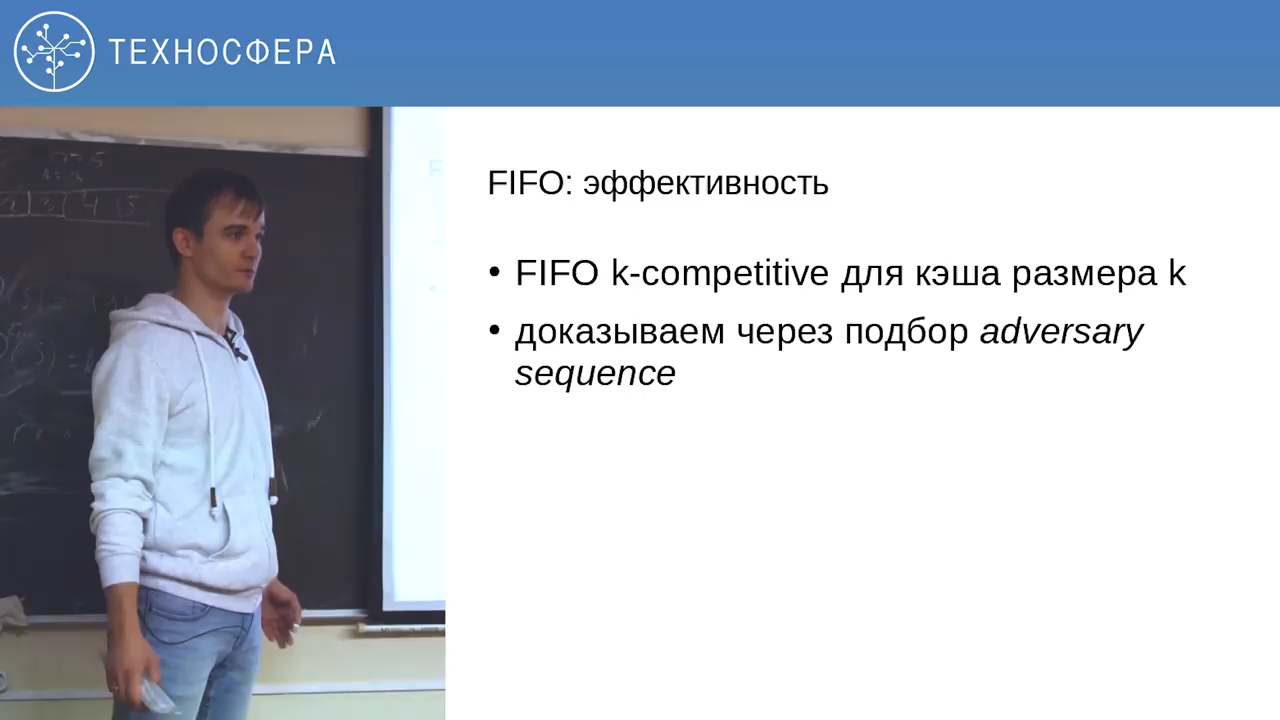 ТЕХНОСФЕРА
FIFO: эффективность
• FIFO k-competitive для кэша размера k
• доказываем через подбор adversary
sequence